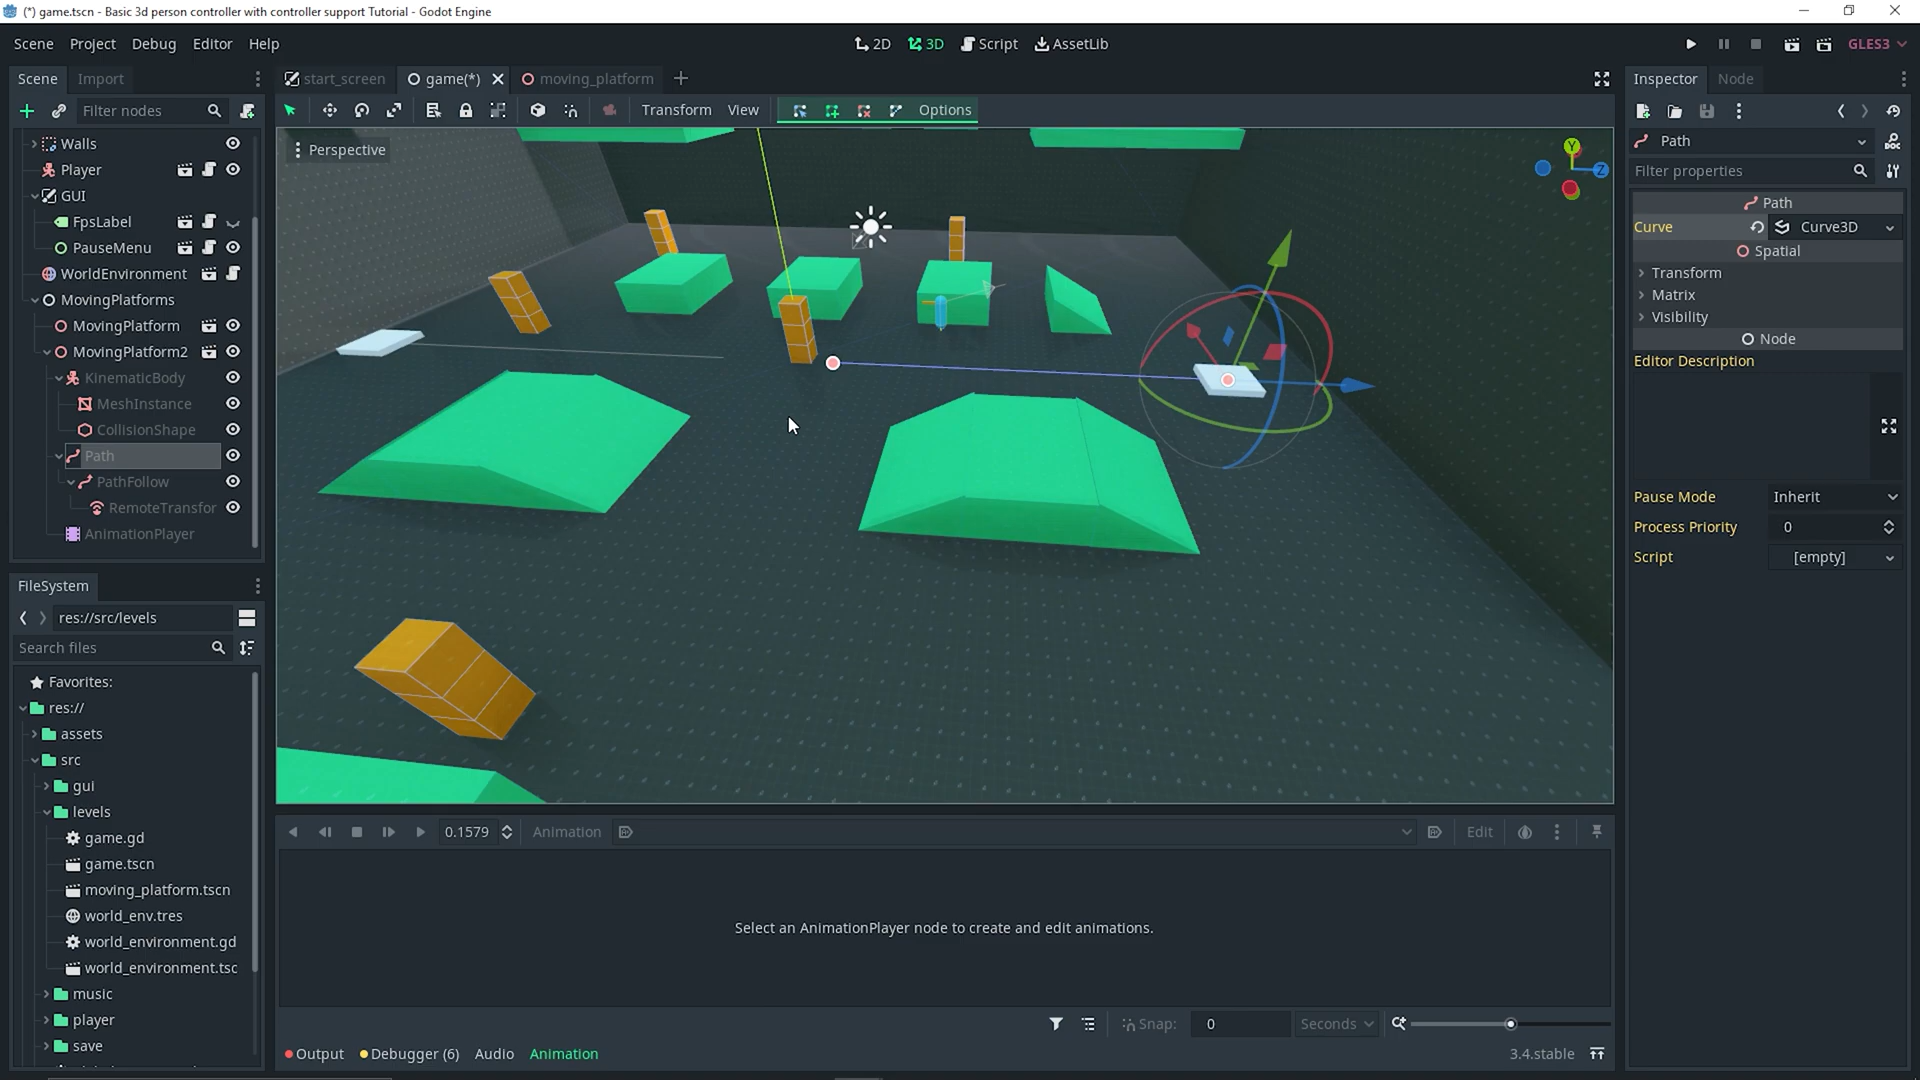 (*) game.tscn - Basic 3d person controller with controller support Tutorial - Godot Engine
Scene Project Debug Editor Help
2D 3D Script AssetLib
GLES3
Scene Import
start_screen game(*) moving_platform
Inspector Node
Filter nodes
Transform View Options
Perspective
Y
Z
Walls
Player
GUI
FpsLabel
PauseMenu
WorldEnvironment
MovingPlatforms
MovingPlatform
MovingPlatform2
KinematicBody
MeshInstance
CollisionShape
Path
PathFollow
RemoteTransfor
AnimationPlayer
FileSystem
res://src/levels
Search files
Favorites:
res://
assets
src
gui
levels
game.gd
game.tscn
moving_platform.tscn
world_env.tres
world_environment.gd
world_environment.tsc
music
player
save
0.1579 Animation Edit
Select an AnimationPlayer node to create and edit animations.
Snap: 0 Seconds
Output Debugger (6) Audio Animation 3.4.stable
Path
Filter properties
Path
Curve Curve3D
Spatial
Transform
Matrix
Visibility
Node
Editor Description
Pause Mode Inherit
Process Priority 0
Script [empty]